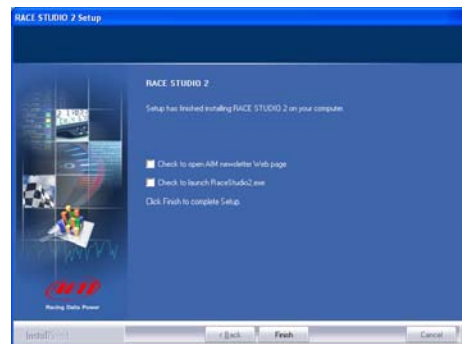 RACE STUDIO 2 Setup
RACE STUDIO 2
Setup has finished installing RACE STUDIO 2 on your computer.
Check to open AIM newsletter Web page
Check to launch RaceStudio2.exe
Click Finish to complete Setup.
Racing Data Power
< Back
Finish
Cancel